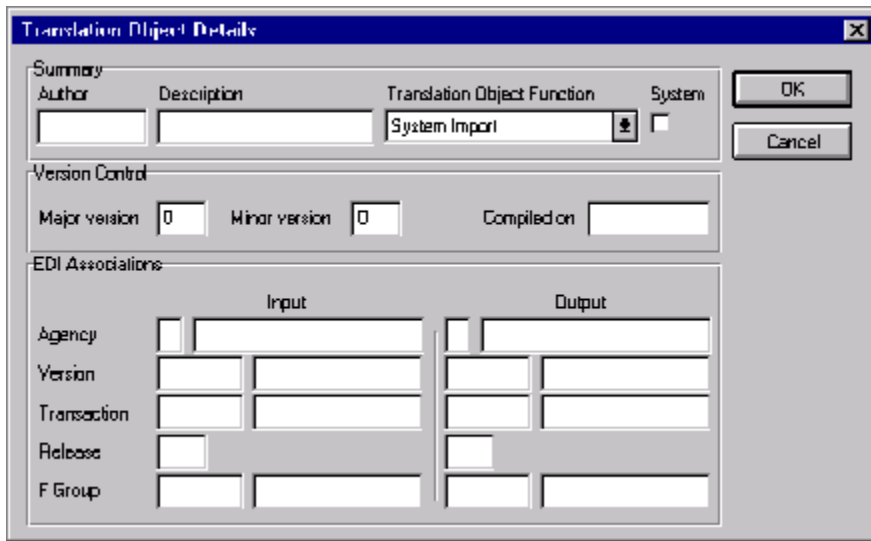 Translation Object Details
Summary
Author Description Translation Object Function System
System Import
OK
Cancel
Version Control
Major version 0 Minor version 0 Compiled on
EDI Associations
Input Output
Agency
Version
Transaction
Release
F Group